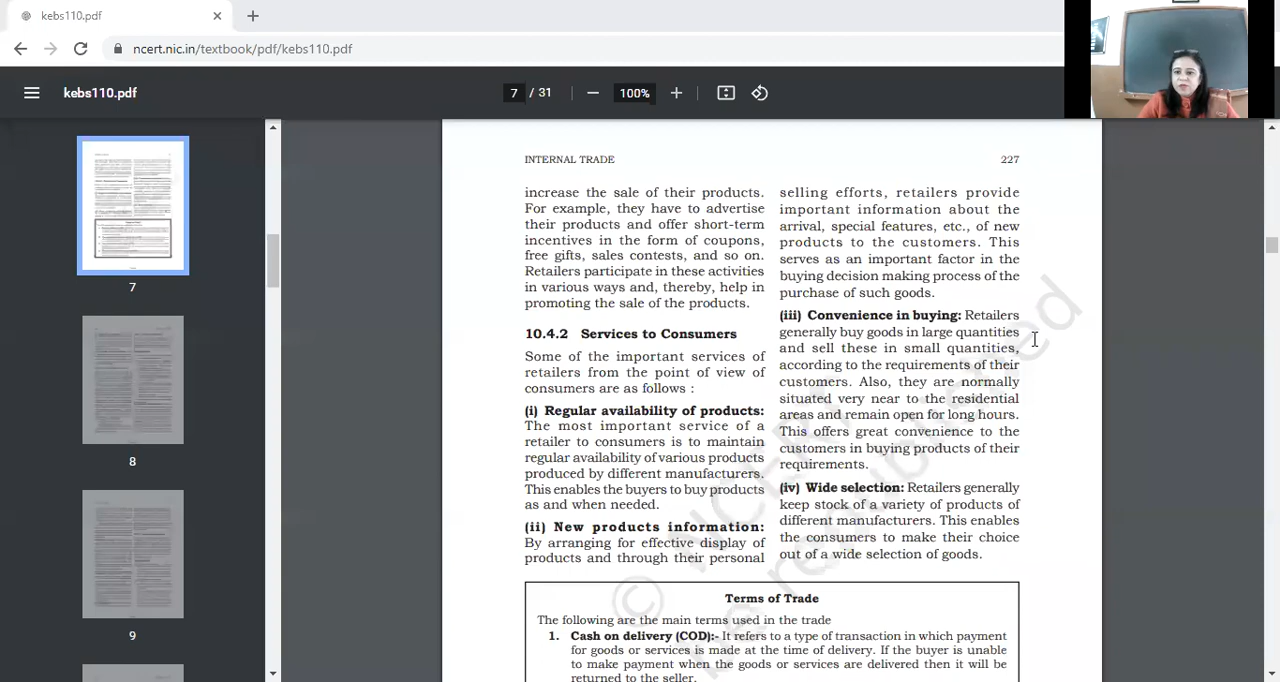 kebs110.pdf
ncert.nic.in/textbook/pdf/kebs110.pdf
kebs110.pdf
7 / 31
100%
7
8
9
INTERNAL TRADE
227
increase the sale of their products.
For example, they have to advertise
their products and offer short-term
incentives in the form of coupons,
free gifts, sales contests, and so on.
Retailers participate in these activities
in various ways and, thereby, help in
promoting the sale of the products.
10.4.2 Services to Consumers
Some of the important services of
retailers from the point of view of
consumers are as follows :
(i) Regular availability of products:
The most important service of a
retailer to consumers is to maintain
regular availability of various products
produced by different manufacturers.
This enables the buyers to buy products
as and when needed.
(ii) New products information:
By arranging for effective display of
products and through their personal
selling efforts, retailers provide
important information about the
arrival, special features, etc., of new
products to the customers. This
serves as an important factor in the
buying decision making process of the
purchase of such goods.
(iii) Convenience in buying: Retailers
generally buy goods in large quantities
and sell these in small quantities,
according to the requirements of their
customers. Also, they are normally
situated very near to the residential
areas and remain open for long hours.
This offers great convenience to the
customers in buying products of their
requirements.
(iv) Wide selection: Retailers generally
keep stock of a variety of products of
different manufacturers. This enables
the consumers to make their choice
out of a wide selection of goods.
Terms of Trade
The following are the main terms used in the trade
1. Cash on delivery (COD):- It refers to a type of transaction in which payment
for goods or services is made at the time of delivery. If the buyer is unable
to make payment when the goods or services are delivered then it will be
returned to the seller.